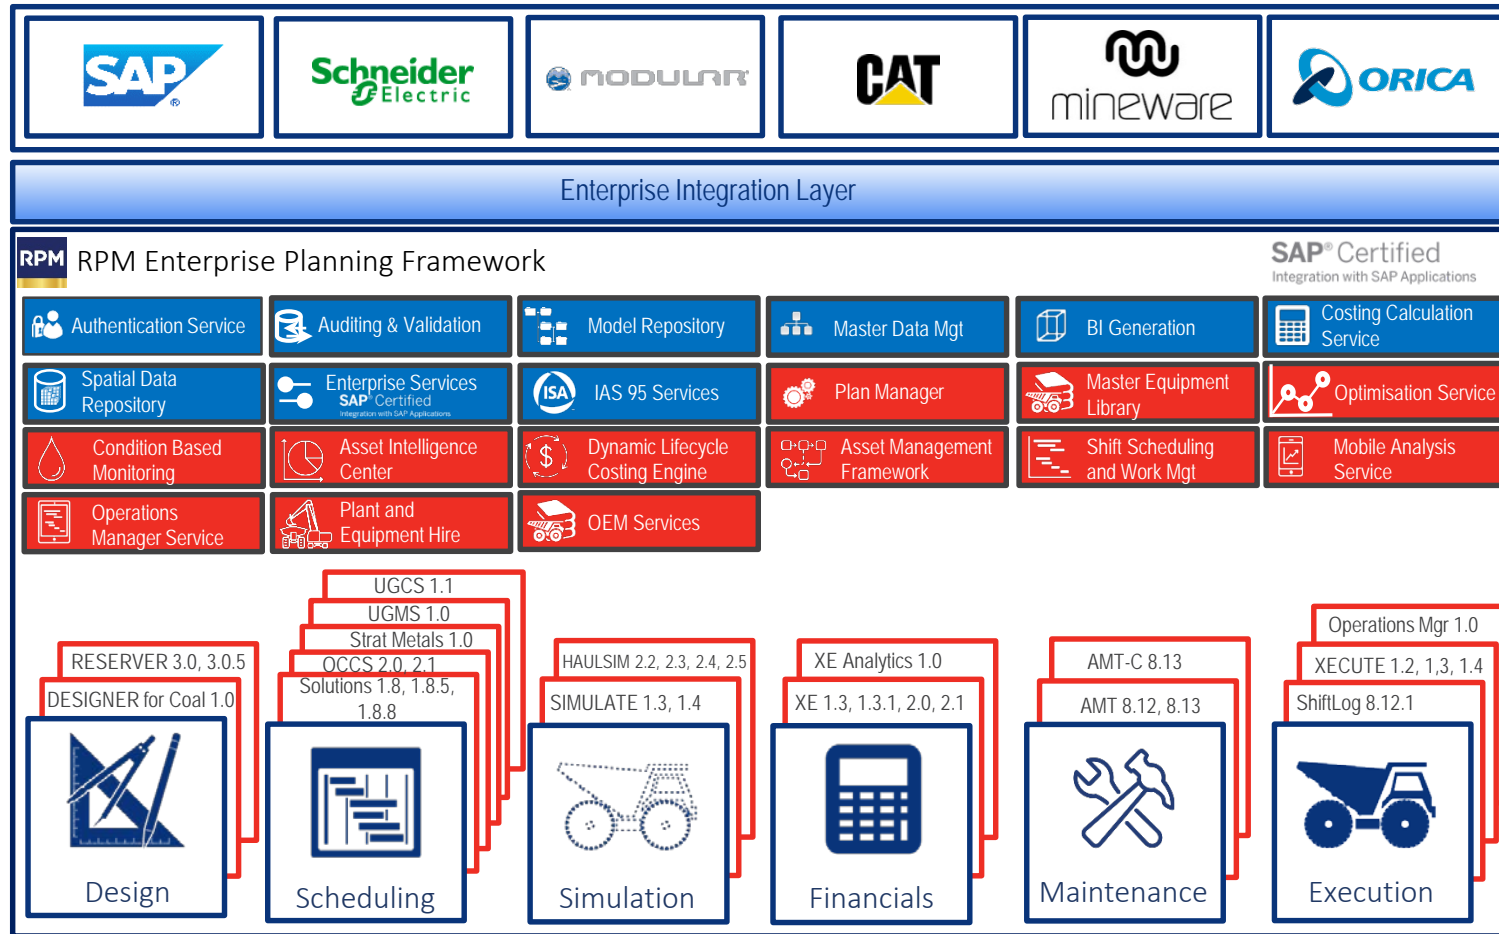 SAP
®
Schneider
Electric
MODULAR
CAT
mineware
ORICA
Enterprise Integration Layer
RPM
RPM Enterprise Planning Framework
SAP® Certified
Integration with SAP Applications
Authentication Service
Auditing & Validation
Model Repository
Master Data Mgt
BI Generation
Costing Calculation
Service
Spatial Data
Repository
Enterprise Services
SAP® Certified
Integration with SAP Applications
ISA
IAS 95 Services
Plan Manager
Master Equipment
Library
Optimisation Service
Condition Based
Monitoring
Asset Intelligence
Center
$
Dynamic Lifecycle
Costing Engine
Asset Management
Framework
Shift Scheduling
and Work Mgt
Mobile Analysis
Service
Operations
Manager Service
Plant and
Equipment Hire
OEM Services
RESERVER 3.0, 3.0.5
DESIGNER for Coal 1.0
Design
UGCS 1.1
UGMS 1.0
Strat Metals 1.0
OCCS 2.0, 2.1
Solutions 1.8, 1.8.5,
1.8.8
Scheduling
HAULSIM 2.2, 2.3, 2.4, 2.5
SIMULATE 1.3, 1.4
Simulation
XE Analytics 1.0
XE 1.3, 1.3.1, 2.0, 2.1
Financials
AMT-C 8.13
AMT 8.12, 8.13
Maintenance
Operations Mgr 1.0
XECUTE 1.2, 1,3, 1.4
ShiftLog 8.12.1
Execution